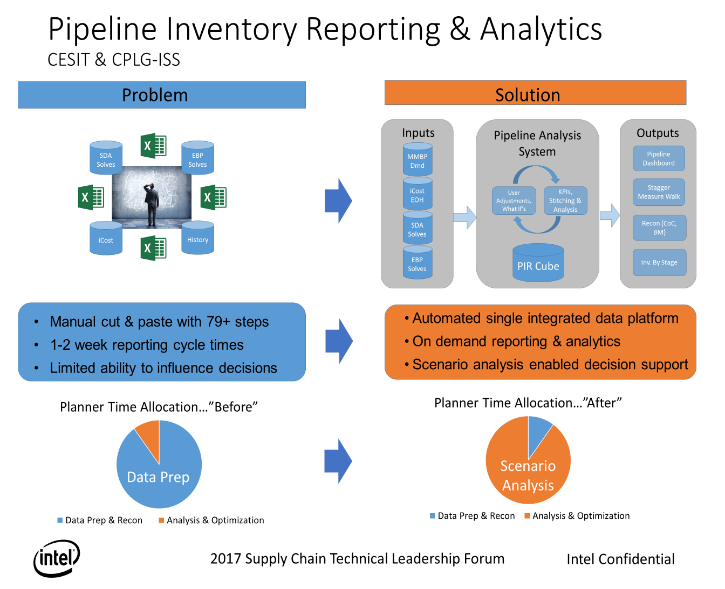 Pipeline Inventory Reporting & Analytics
CESIT & CPLG-ISS
Problem
SDA
Solves
EBP
Solves
iCost
History
• Manual cut & paste with 79+ steps
• 1-2 week reporting cycle times
• Limited ability to influence decisions
Planner Time Allocation…”Before”
Data Prep
Data Prep & Recon
Analysis & Optimization
Solution
Inputs
MMBP
Dmd
iCost
EOH
SDA
Solves
EBP
Solves
Pipeline Analysis
System
User
Adjustments,
What If's
KPIs,
Stitching &
Analysis
PIR Cube
Outputs
Pipeline
Dashboard
Stagger
Measure Walk
Recon (CoC,
BM)
Inv. By Stage
• Automated single integrated data platform
• On demand reporting & analytics
• Scenario analysis enabled decision support
Planner Time Allocation…”After”
Scenario
Analysis
Data Prep & Recon
Analysis & Optimization
intel
2017 Supply Chain Technical Leadership Forum
Intel Confidential